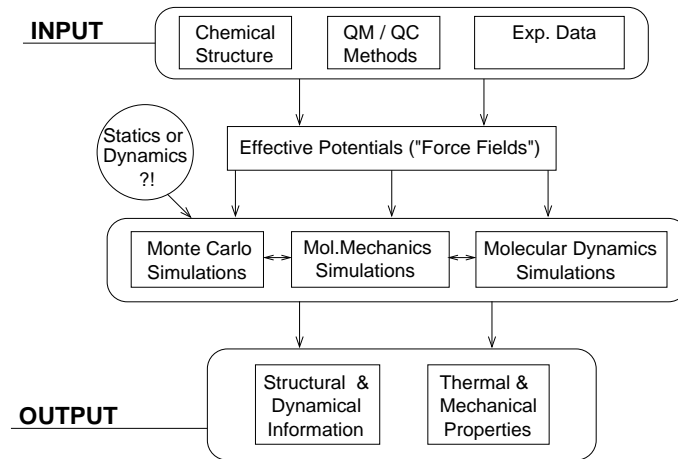 INPUT
Chemical
Structure
QM / QC
Methods
Exp. Data
Statics or
Dynamics
?!
Effective Potentials ("Force Fields")
Monte Carlo
Simulations
Mol.Mechanics
Simulations
Molecular Dynamics
Simulations
Structural &
Dynamical
Information
Thermal &
Mechanical
Properties
OUTPUT